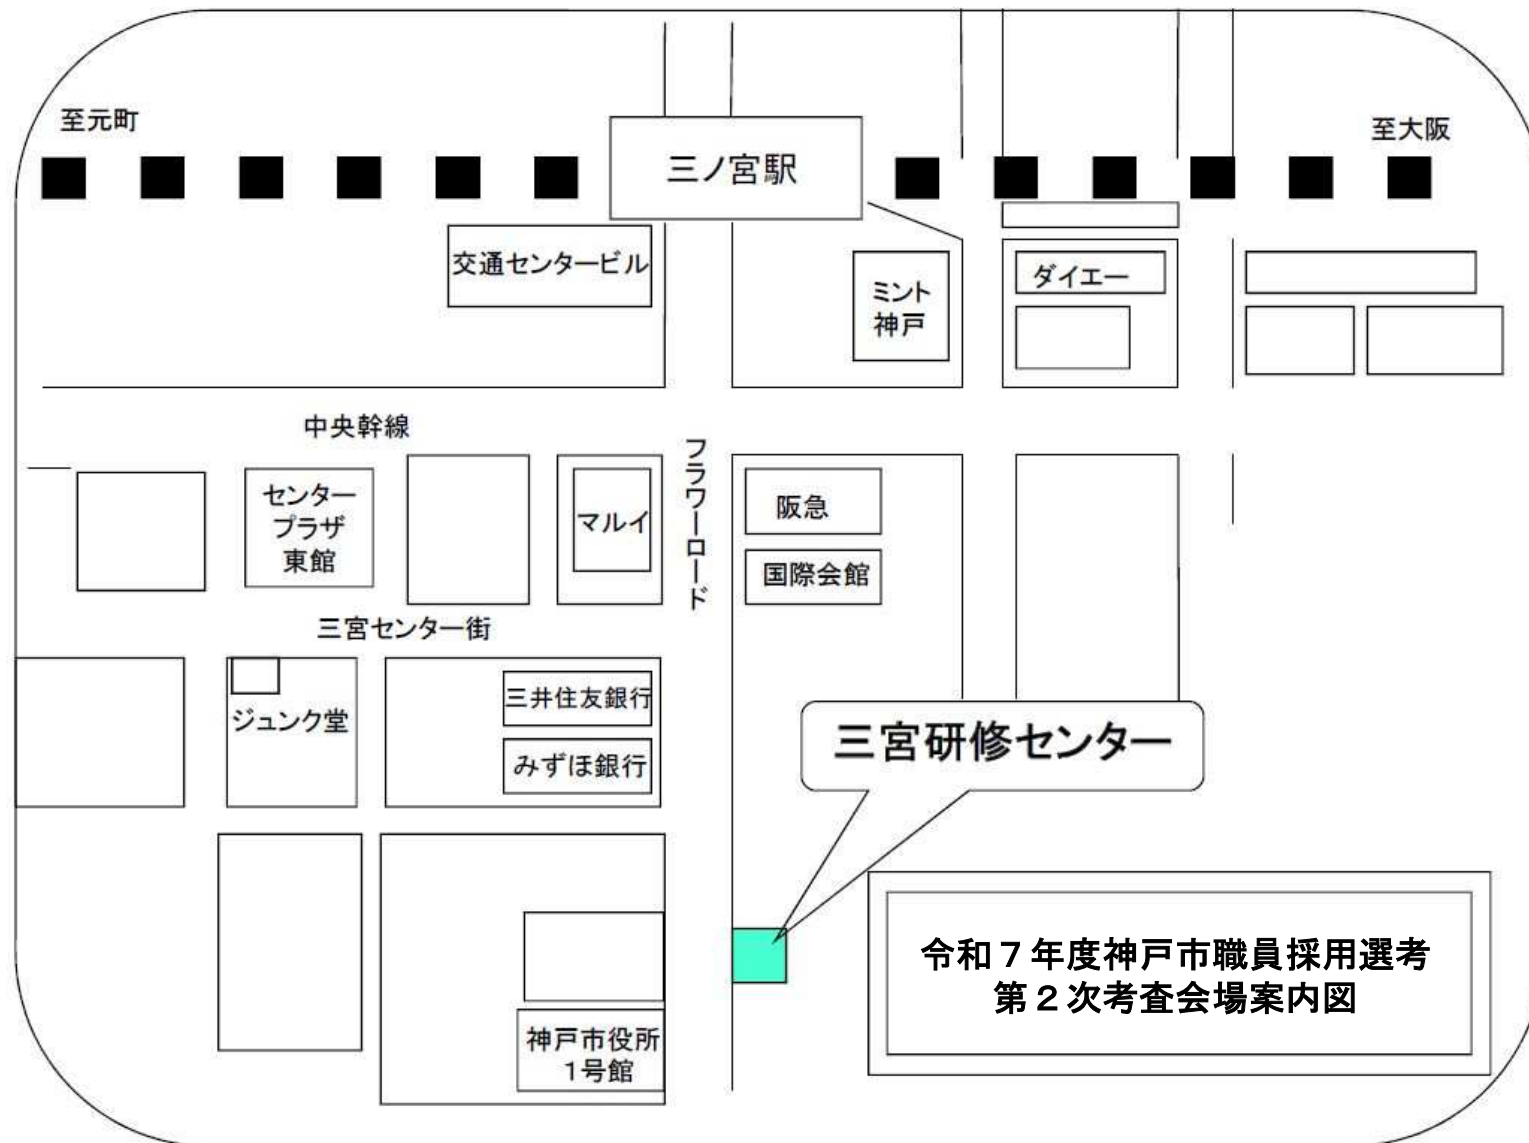 至元町
至大阪
三ノ宮駅
交通センタービル
ミント
神戸
ダイエー
中央幹線
フラワーロード
センター
プラザ
東館
マルイ
阪急
国際会館
三宮センター街
三井住友銀行
ジュンク堂
みずほ銀行
三宮研修センター
令和７年度神戸市職員採用選考
第２次考査会場案内図
神戸市役所
１号館